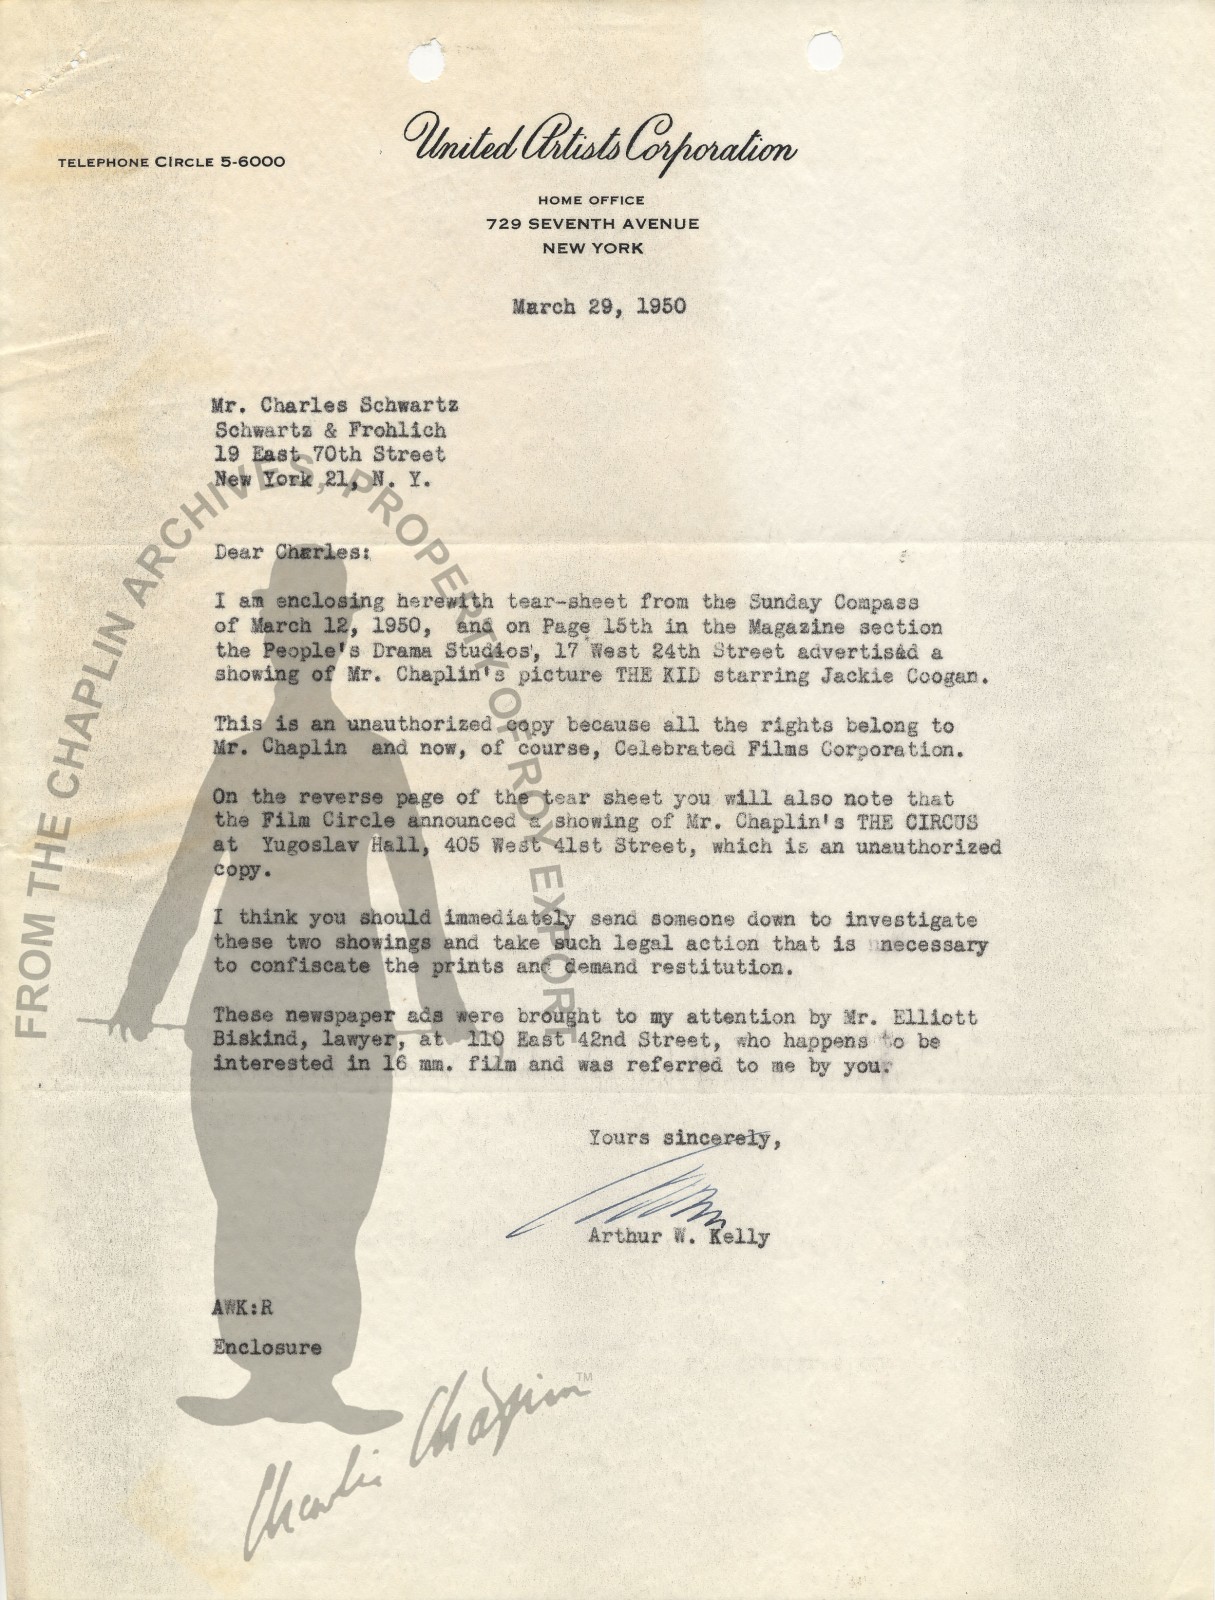 United Artists Corporation
TELEPHONE CIRCLE 5-6000
HOME OFFICE
729 SEVENTH AVENUE
NEW YORK
March 29, 1950
Mr. Charles Schwartz
Schwartz & Frohlich
19 East 70th Street
New York 21, N. Y.
Dear Charles:
I am enclosing herewith tear-sheet from the Sunday Compass
of March 12, 1950, and on Page 15th in the Magazine section
the People's Drama Studios, 17 West 24th Street advertised a
showing of Mr. Chaplin's picture THE KID starring Jackie Coogan.
This is an unauthorized copy because all the rights belong to
Mr. Chaplin and now, of course, Celebrated Films Corporation.
On the reverse page of the tear sheet you will also note that
the Film Circle announced a showing of Mr. Chaplin's THE CIRCUS
at Yugoslav Hall, 405 West 41st Street, which is an unauthorized
copy.
I think you should immediately send someone down to investigate
these two showings and take such legal action that is necessary
to confiscate the prints and demand restitution.
These newspaper ads were brought to my attention by Mr. Elliott
Biskind, lawyer, at 110 East 42nd Street, who happens to be
interested in 16 mm. film and was referred to me by you.
Yours sincerely,
Arthur W. Kelly
AWK:R
Enclosure
FROM THE CHAPLIN ARCHIVES, PROPERTY OF ROY EXPORT
Charlie Chaplin™